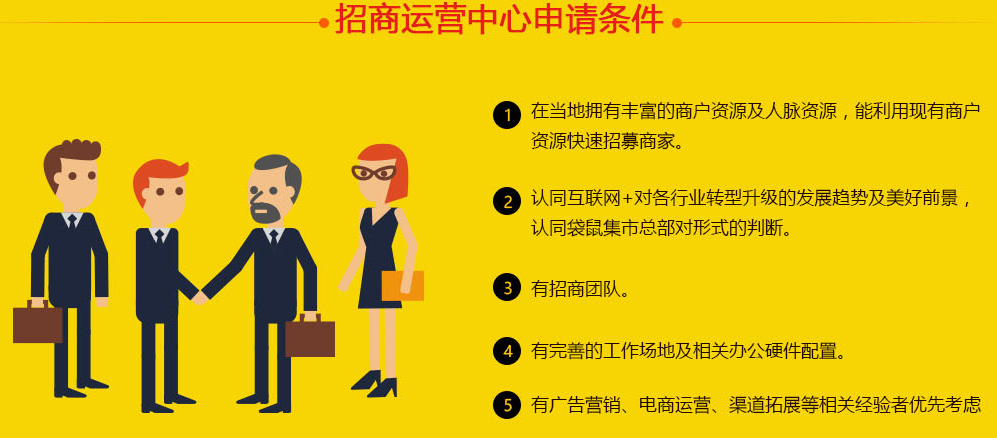 招商运营中心申请条件
1 在当地拥有丰富的商户资源及人脉资源，能利用现有商户
资源快速招募商家。
2 认同互联网+对各行业转型升级的发展趋势及美好前景，
认同袋鼠集市总部对形式的判断。
3 有招商团队。
4 有完善的工作场地及相关办公硬件配置。
5 有广告营销、电商运营、渠道拓展等相关经验者优先考虑